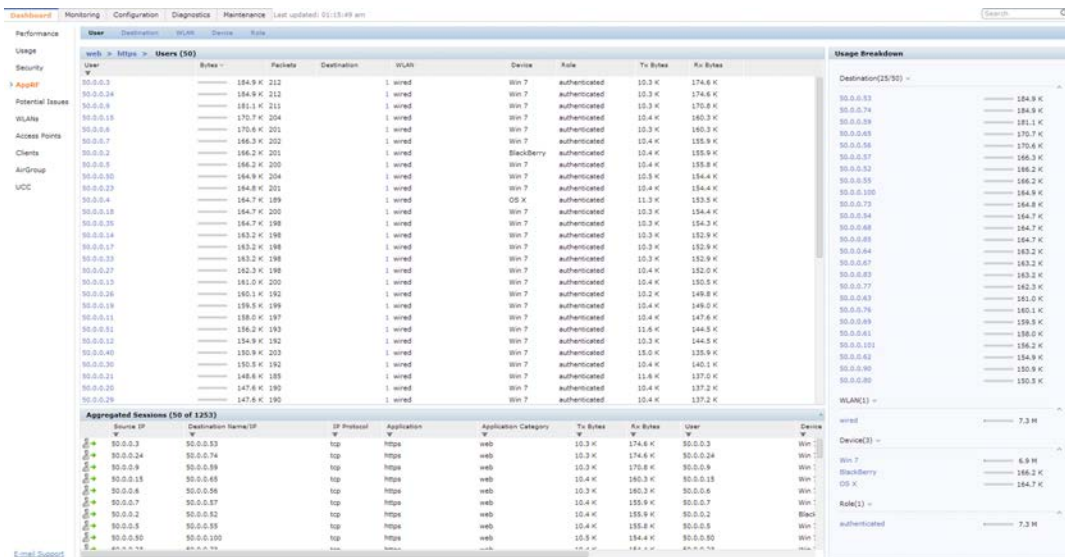 Dashboard Monitoring Configuration Diagnostics Maintenance Last updated: 01:15:49 am Search
Performance
Usage
Security
AppRF
Potential Issues
WLANs
Access Points
Clients
AirGroup
UCC
User Destination WLAN Device Role
web > https > Users (50)
User Bytes Packets Destination WLAN Device Role Tx Bytes Rx Bytes
50.0.0.3 184.9 K 212 1 wired Win 7 authenticated 10.3 K 174.6 K
50.0.0.24 184.9 K 212 1 wired Win 7 authenticated 10.3 K 174.6 K
50.0.0.9 181.1 K 211 1 wired Win 7 authenticated 10.3 K 170.8 K
50.0.0.15 170.7 K 204 1 wired Win 7 authenticated 10.4 K 160.3 K
50.0.0.6 170.6 K 201 1 wired Win 7 authenticated 10.3 K 160.3 K
50.0.0.7 166.3 K 202 1 wired Win 7 authenticated 10.4 K 155.9 K
50.0.0.2 166.2 K 201 1 wired BlackBerry authenticated 10.4 K 155.9 K
50.0.0.5 166.2 K 200 1 wired Win 7 authenticated 10.4 K 155.8 K
50.0.0.50 164.9 K 204 1 wired Win 7 authenticated 10.5 K 154.4 K
50.0.0.23 164.8 K 201 1 wired Win 7 authenticated 10.4 K 154.4 K
50.0.0.4 164.7 K 189 1 wired OS X authenticated 11.3 K 153.5 K
50.0.0.18 164.7 K 200 1 wired Win 7 authenticated 10.3 K 154.4 K
50.0.0.35 164.7 K 198 1 wired Win 7 authenticated 10.3 K 154.3 K
50.0.0.14 163.2 K 198 1 wired Win 7 authenticated 10.3 K 152.9 K
50.0.0.17 163.2 K 198 1 wired Win 7 authenticated 10.3 K 152.9 K
50.0.0.33 163.2 K 198 1 wired Win 7 authenticated 10.3 K 152.9 K
50.0.0.27 162.3 K 198 1 wired Win 7 authenticated 10.4 K 152.0 K
50.0.0.13 161.0 K 200 1 wired Win 7 authenticated 10.4 K 150.5 K
50.0.0.26 160.1 K 192 1 wired Win 7 authenticated 10.2 K 149.8 K
50.0.0.19 159.5 K 199 1 wired Win 7 authenticated 10.4 K 149.0 K
50.0.0.11 158.0 K 197 1 wired Win 7 authenticated 10.4 K 147.6 K
50.0.0.51 156.2 K 193 1 wired Win 7 authenticated 11.6 K 144.5 K
50.0.0.12 154.9 K 192 1 wired Win 7 authenticated 10.3 K 144.5 K
50.0.0.40 150.9 K 203 1 wired Win 7 authenticated 15.0 K 135.9 K
50.0.0.30 150.5 K 192 1 wired Win 7 authenticated 10.4 K 140.1 K
50.0.0.21 148.6 K 185 1 wired Win 7 authenticated 11.6 K 137.0 K
50.0.0.20 147.6 K 190 1 wired Win 7 authenticated 10.4 K 137.2 K
50.0.0.29 147.6 K 190 1 wired Win 7 authenticated 10.4 K 137.2 K
Aggregated Sessions (50 of 1253)
Source IP Destination Name/IP IP Protocol Application Application Category Tx Bytes Rx Bytes User Device
50.0.0.3 50.0.0.53 tcp https web 10.3 K 174.6 K 50.0.0.3 Win
50.0.0.24 50.0.0.74 tcp https web 10.3 K 174.6 K 50.0.0.24 Win
50.0.0.9 50.0.0.59 tcp https web 10.3 K 170.8 K 50.0.0.9 Win
50.0.0.15 50.0.0.65 tcp https web 10.4 K 160.3 K 50.0.0.15 Win
50.0.0.6 50.0.0.56 tcp https web 10.3 K 160.3 K 50.0.0.6 Win
50.0.0.7 50.0.0.57 tcp https web 10.4 K 155.9 K 50.0.0.7 Win
50.0.0.2 50.0.0.52 tcp https web 10.4 K 155.9 K 50.0.0.2 Black
50.0.0.5 50.0.0.55 tcp https web 10.4 K 155.8 K 50.0.0.5 Win
50.0.0.50 50.0.0.100 tcp https web 10.5 K 154.4 K 50.0.0.50 Win
Usage Breakdown
Destination(25/50)
50.0.0.53 184.9 K
50.0.0.74 184.9 K
50.0.0.59 181.1 K
50.0.0.65 170.7 K
50.0.0.56 170.6 K
50.0.0.57 166.3 K
50.0.0.52 166.2 K
50.0.0.55 166.2 K
50.0.0.100 164.9 K
50.0.0.73 164.8 K
50.0.0.54 164.7 K
50.0.0.68 164.7 K
50.0.0.85 164.7 K
50.0.0.64 163.2 K
50.0.0.67 163.2 K
50.0.0.83 163.2 K
50.0.0.77 162.3 K
50.0.0.63 161.0 K
50.0.0.76 160.1 K
50.0.0.69 159.5 K
50.0.0.61 158.0 K
50.0.0.101 156.2 K
50.0.0.62 154.9 K
50.0.0.90 150.9 K
50.0.0.80 150.5 K
WLAN(1)
wired 7.3 M
Device(3)
Win 7 6.9 M
BlackBerry 166.2 K
OS X 164.7 K
Role(1)
authenticated 7.3 M
E-mail Support